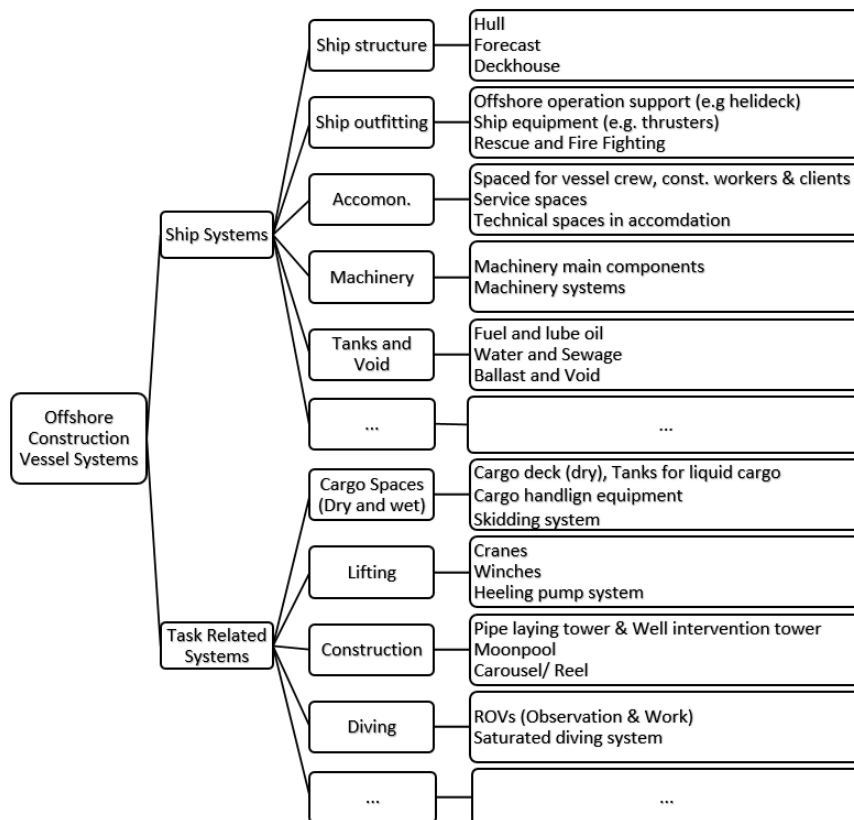 Offshore
Construction
Vessel Systems
Ship Systems
Ship structure
Hull
Forecast
Deckhouse
Ship outfitting
Offshore operation support (e.g helideck)
Ship equipment (e.g. thrusters)
Rescue and Fire Fighting
Accomon.
Spaced for vessel crew, const. workers & clients
Service spaces
Technical spaces in accomdation
Machinery
Machinery main components
Machinery systems
Tanks and
Void
Fuel and lube oil
Water and Sewage
Ballast and Void
...
...
Task Related
Systems
Cargo Spaces
(Dry and wet)
Cargo deck (dry), Tanks for liquid cargo
Cargo handlign equipment
Skidding system
Lifting
Cranes
Winches
Heeling pump system
Construction
Pipe laying tower & Well intervention tower
Moonpool
Carousel/ Reel
Diving
ROVs (Observation & Work)
Saturated diving system
...
...